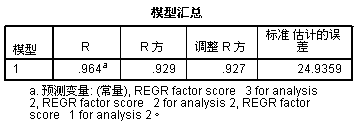 模型汇总
模型 R R 方 调整 R 方 标准 估计的误差
1 .964a .929 .927 24.9359
a. 预测变量: (常量), REGR factor score 3 for analysis
2, REGR factor score 2 for analysis 2, REGR factor
score 1 for analysis 2。